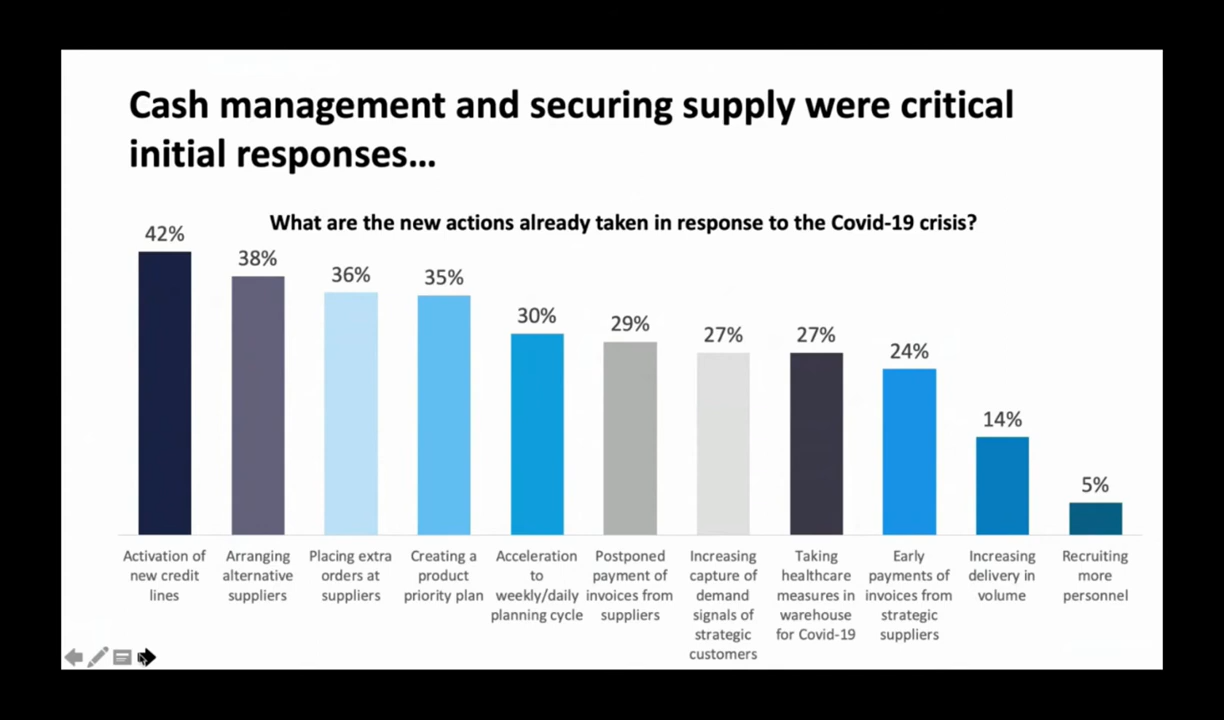 Cash management and securing supply were critical
initial responses...
What are the new actions already taken in response to the Covid-19 crisis?
42%
38%
36%
35%
30%
29%
27%
27%
24%
14%
5%
Activation of
new credit
lines
Arranging
alternative
suppliers
Placing extra
orders at
suppliers
Creating a
product
priority plan
Acceleration
to
weekly/daily
planning cycle
Postponed
payment of
invoices from
suppliers
Increasing
capture of
demand
signals of
strategic
customers
Taking
healthcare
measures in
warehouse
for Covid-19
Early
payments of
invoices from
strategic
suppliers
Increasing
delivery in
volume
Recruiting
more
personnel